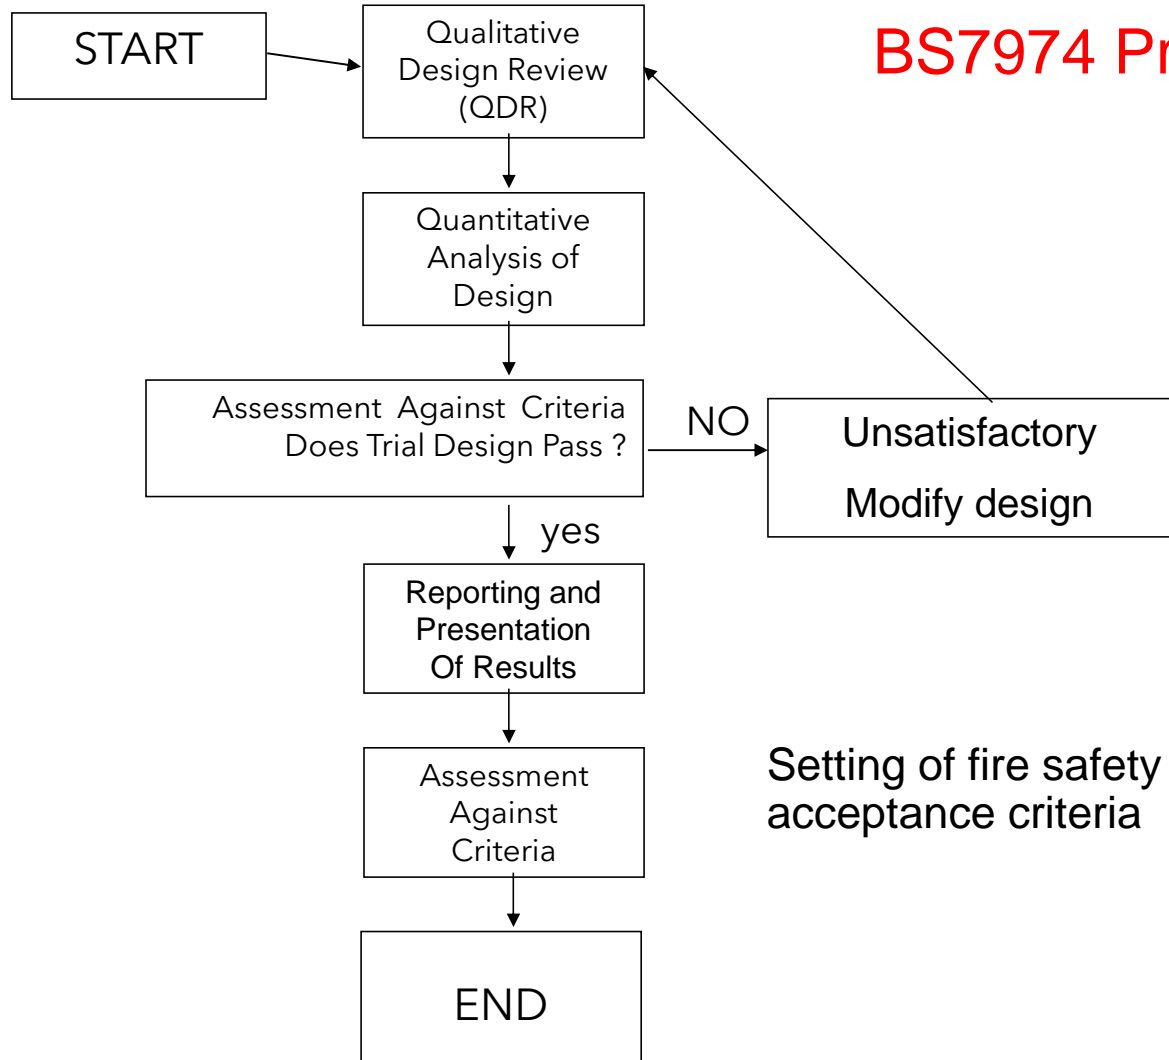 START
Qualitative
Design Review
(QDR)
BS7974 Pr
Quantitative
Analysis of
Design
Assessment Against Criteria
Does Trial Design Pass ?
NO
Unsatisfactory
Modify design
yes
Reporting and
Presentation
Of Results
Assessment
Against
Criteria
Setting of fire safety
acceptance criteria
END